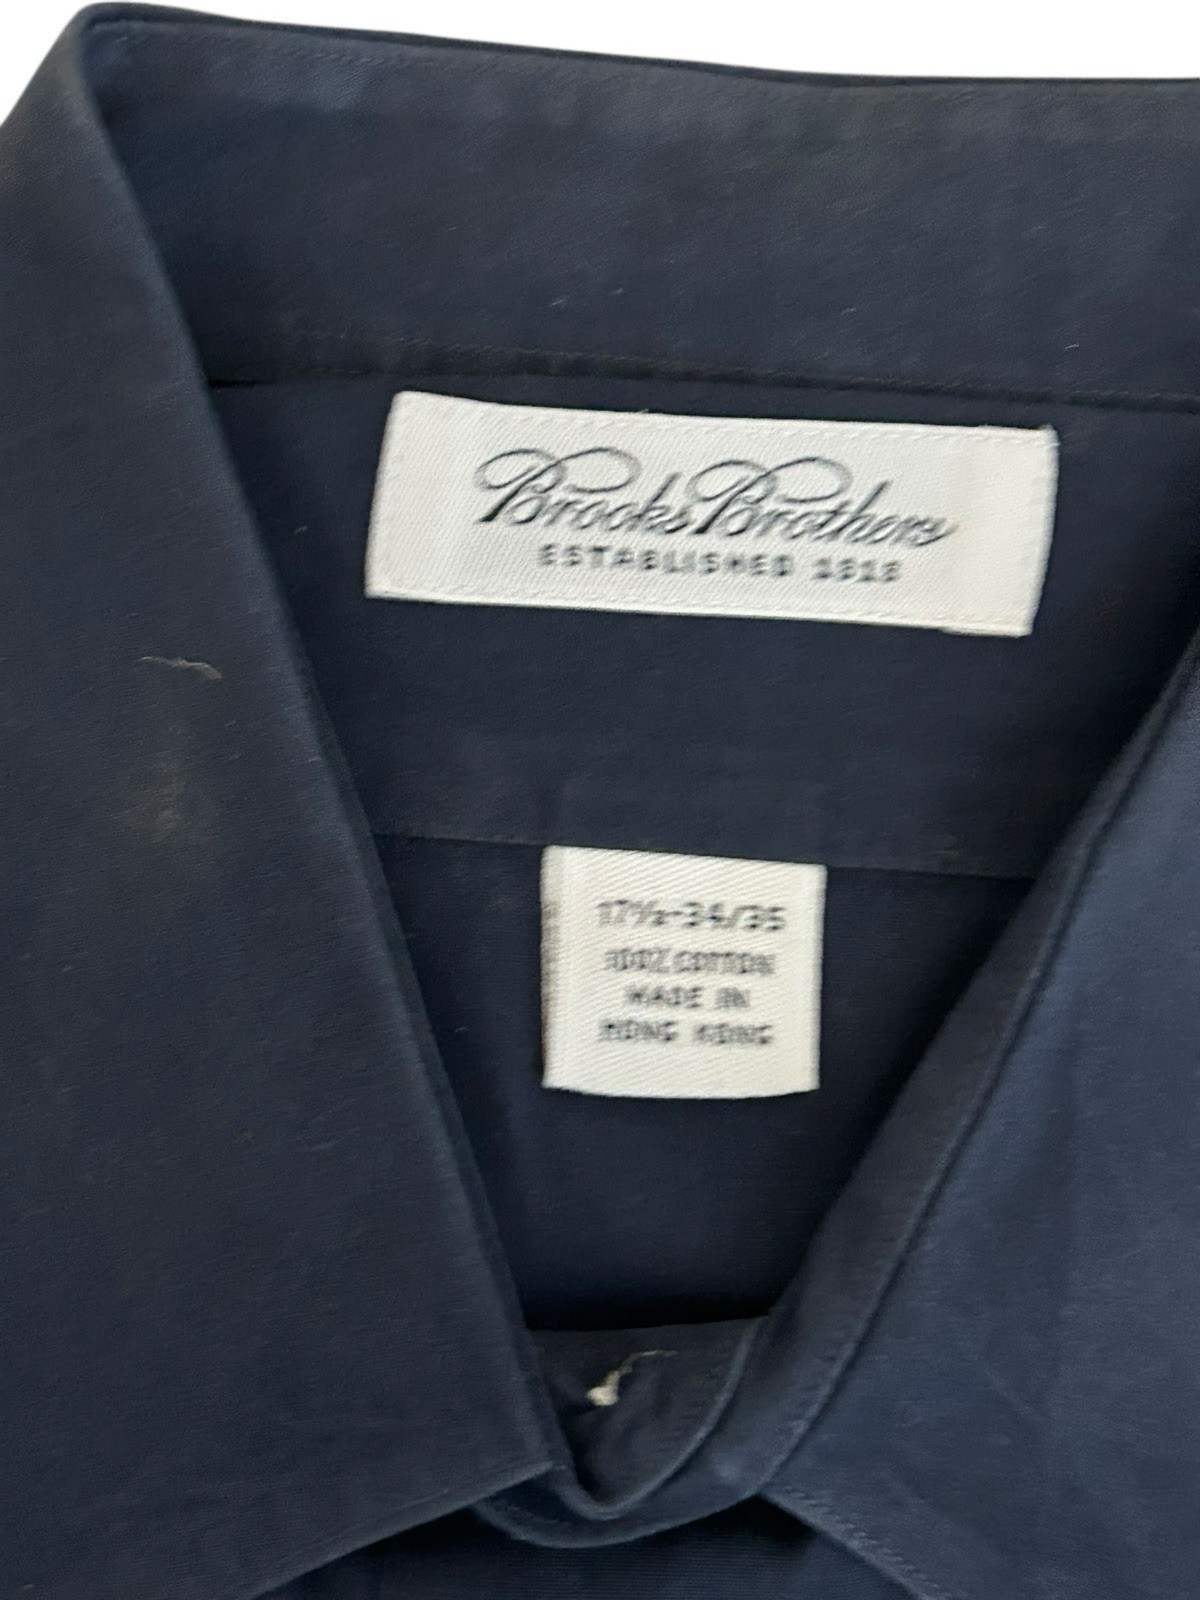 Brooks Brothers
ESTABLISHED 1818
17½-34/35
100% COTTON
MADE IN
HONG KONG